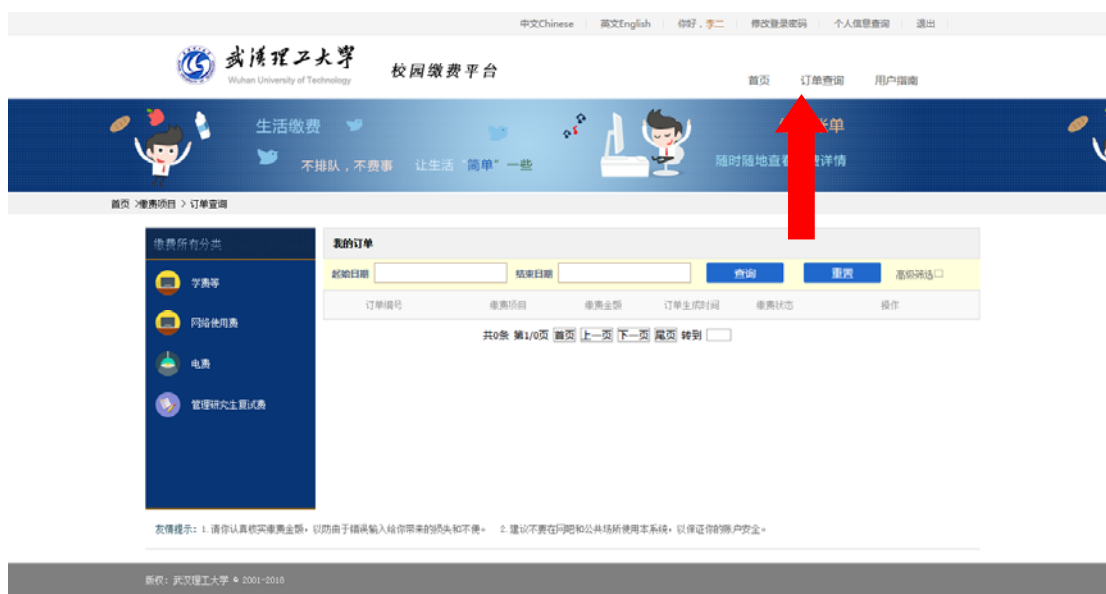 中文Chinese 英文English 你好，李二 修改登录密码 个人信息查询 退出
武汉理工大学 校园缴费平台
Wuhan University of Technology
首页 订单查询 用户指南
生活缴费 单
不排队，不费事 让生活“简单”一些 随时随地查 详情
首页 >缴费项目 > 订单查询
缴费所有分类
学费等
网络使用费
电费
管理研究生复试费
我的订单
起始日期 结束日期 查询 重置 高级筛选
订单编号 缴费项目 缴费金额 订单生成时间 缴费状态 操作
共0条 第1/0页 首页 上一页 下一页 尾页 转到
友情提示：1.请你认真核实缴费金额，以防由于错误输入给你带来的损失和不便。 2.建议不要在网吧和公共场所使用本系统，以保证你的账户安全。
版权：武汉理工大学 © 2001-2016